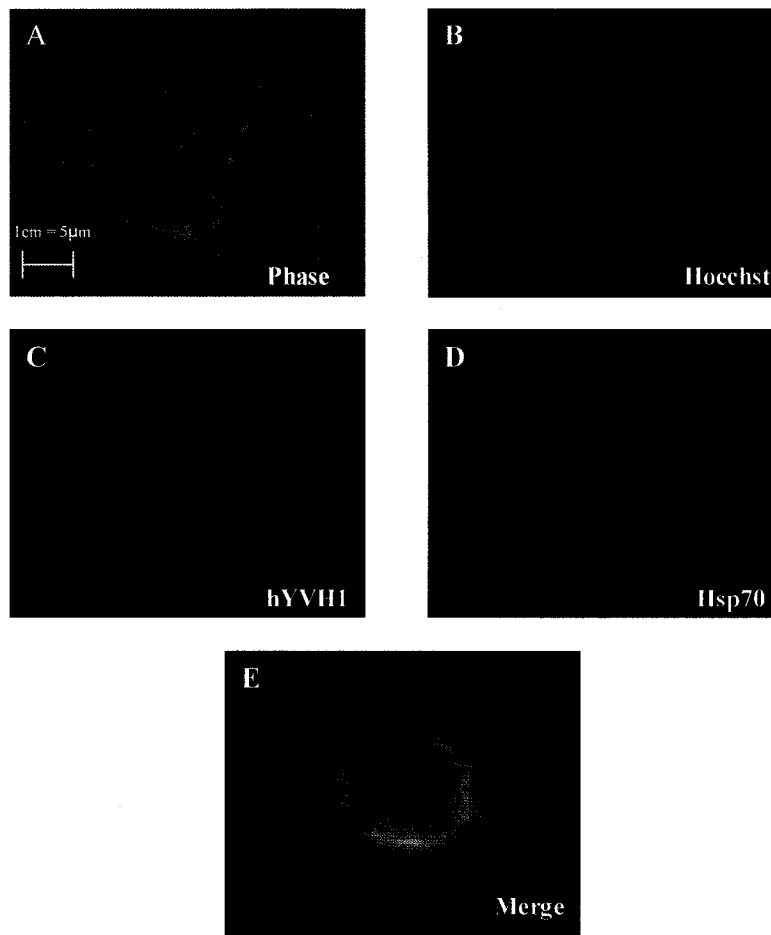 A
1cm = 5µm
Phase
B
Hoechst
C
hYVH1
D
Hsp70
E
Merge